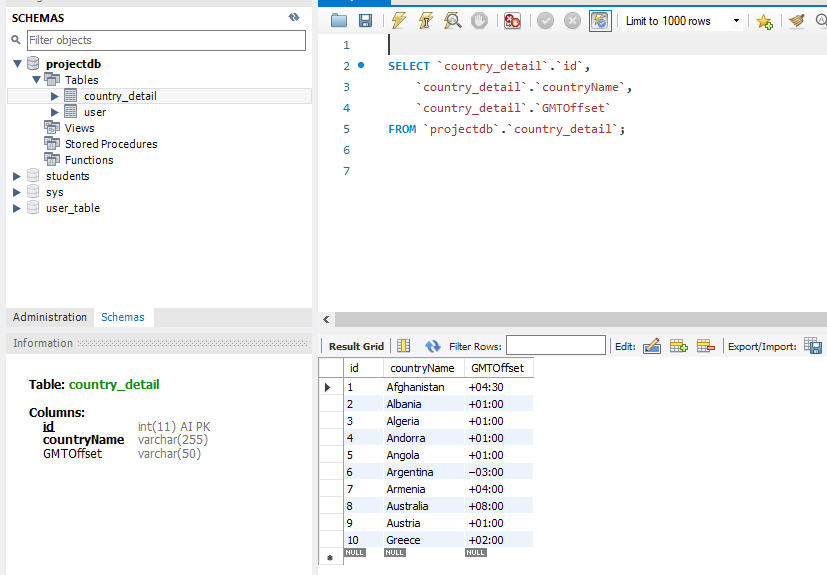 SCHEMAS
Filter objects
projectdb
Tables
country_detail
user
Views
Stored Procedures
Functions
students
sys
user_table
Administration Schemas
Information
Table: country_detail
Columns:
id int(11) AI PK
countryName varchar(255)
GMTOffset varchar(50)
Limit to 1000 rows
1
2 SELECT `country_detail`.`id`,
3 `country_detail`.`countryName`,
4 `country_detail`.`GMTOffset`
5 FROM `projectdb`.`country_detail`;
6
7
Result Grid Filter Rows: Edit: Export/Import:
id countryName GMTOffset
1 Afghanistan +04:30
2 Albania +01:00
3 Algeria +01:00
4 Andorra +01:00
5 Angola +01:00
6 Argentina −03:00
7 Armenia +04:00
8 Australia +08:00
9 Austria +01:00
10 Greece +02:00
NULL NULL NULL